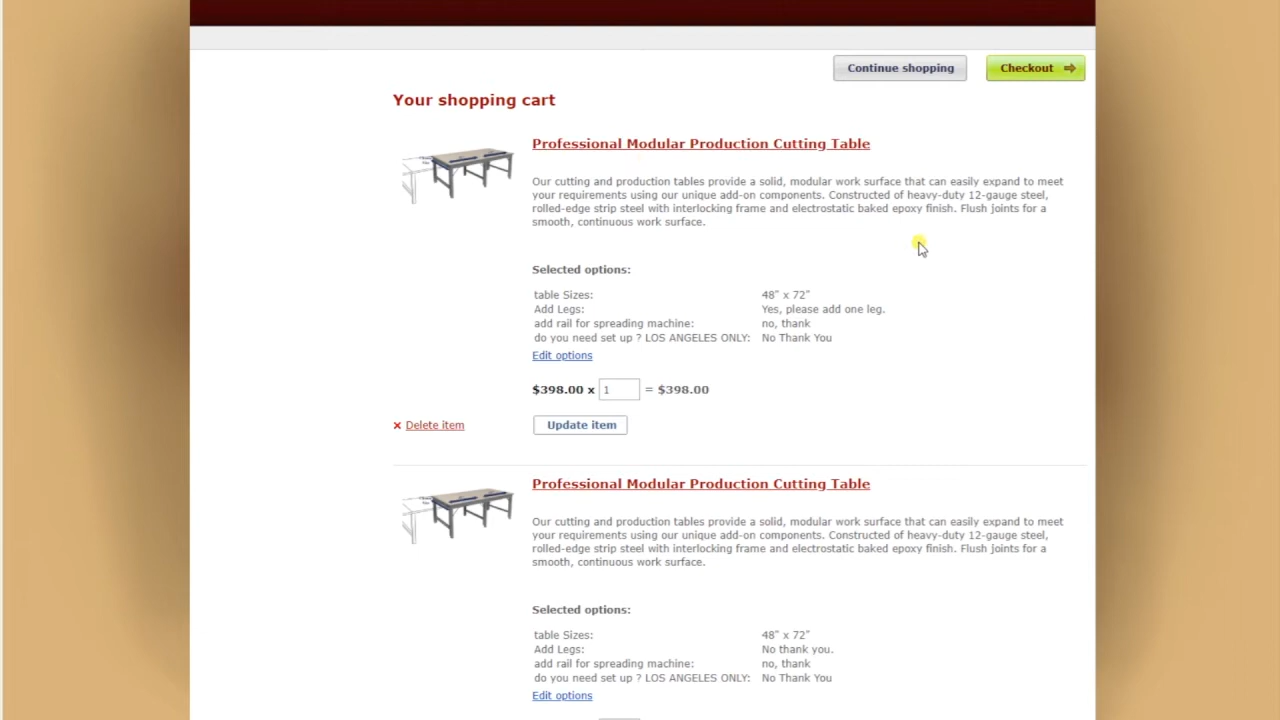 Continue shopping
Checkout
Your shopping cart
Professional Modular Production Cutting Table
Our cutting and production tables provide a solid, modular work surface that can easily expand to meet
your requirements using our unique add-on components. Constructed of heavy-duty 12-gauge steel,
rolled-edge strip steel with interlocking frame and electrostatic baked epoxy finish. Flush joints for a
smooth, continuous work surface.
Selected options:
table Sizes: 48" x 72"
Add Legs: Yes, please add one leg.
add rail for spreading machine: no, thank
do you need set up ? LOS ANGELES ONLY: No Thank You
Edit options
$398.00 x 1 = $398.00
× Delete item
Update item
Professional Modular Production Cutting Table
Our cutting and production tables provide a solid, modular work surface that can easily expand to meet
your requirements using our unique add-on components. Constructed of heavy-duty 12-gauge steel,
rolled-edge strip steel with interlocking frame and electrostatic baked epoxy finish. Flush joints for a
smooth, continuous work surface.
Selected options:
table Sizes: 48" x 72"
Add Legs: No thank you.
add rail for spreading machine: no, thank
do you need set up ? LOS ANGELES ONLY: No Thank You
Edit options